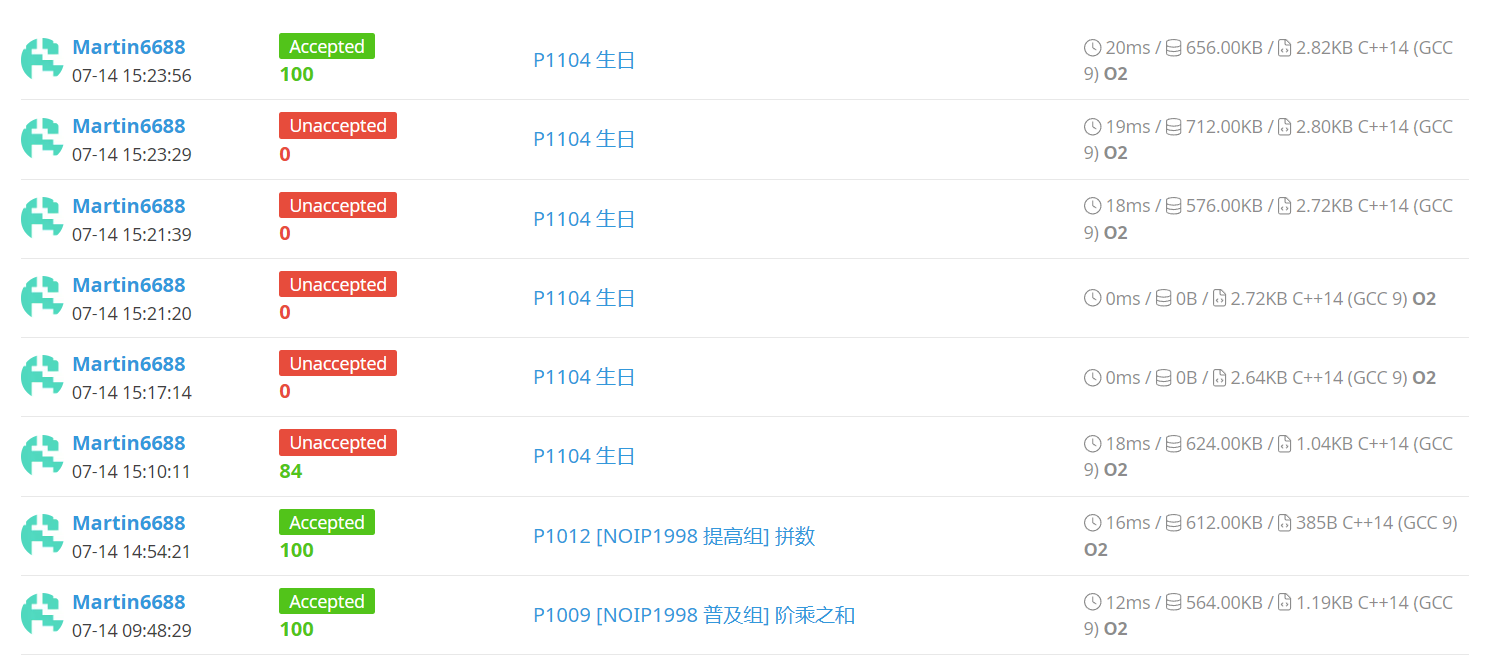 Martin6688
07-14 15:23:56
Accepted
100
P1104 生日
20ms / 656.00KB / 2.82KB C++14 (GCC
9) O2
Martin6688
07-14 15:23:29
Unaccepted
0
P1104 生日
19ms / 712.00KB / 2.80KB C++14 (GCC
9) O2
Martin6688
07-14 15:21:39
Unaccepted
0
P1104 生日
18ms / 576.00KB / 2.72KB C++14 (GCC
9) O2
Martin6688
07-14 15:21:20
Unaccepted
0
P1104 生日
0ms / 0B / 2.72KB C++14 (GCC 9) O2
Martin6688
07-14 15:17:14
Unaccepted
0
P1104 生日
0ms / 0B / 2.64KB C++14 (GCC 9) O2
Martin6688
07-14 15:10:11
Unaccepted
84
P1104 生日
18ms / 624.00KB / 1.04KB C++14 (GCC
9) O2
Martin6688
07-14 14:54:21
Accepted
100
P1012 [NOIP1998 提高组] 拼数
16ms / 612.00KB / 385B C++14 (GCC 9)
O2
Martin6688
07-14 09:48:29
Accepted
100
P1009 [NOIP1998 普及组] 阶乘之和
12ms / 564.00KB / 1.19KB C++14 (GCC
9) O2